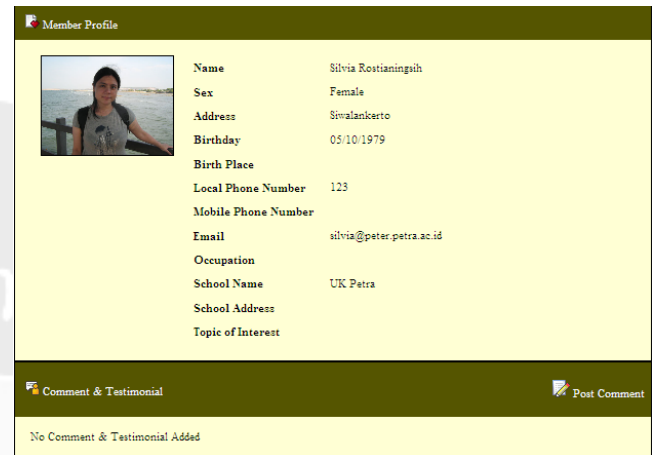 Member Profile
Name Silvia Rostianingsih
Sex Female
Address Siwalankerto
Birthday 05/10/1979
Birth Place
Local Phone Number 123
Mobile Phone Number
Email silvia@peter.petra.ac.id
Occupation
School Name UK Petra
School Address
Topic of Interest
Comment & Testimonial Post Comment
No Comment & Testimonial Added